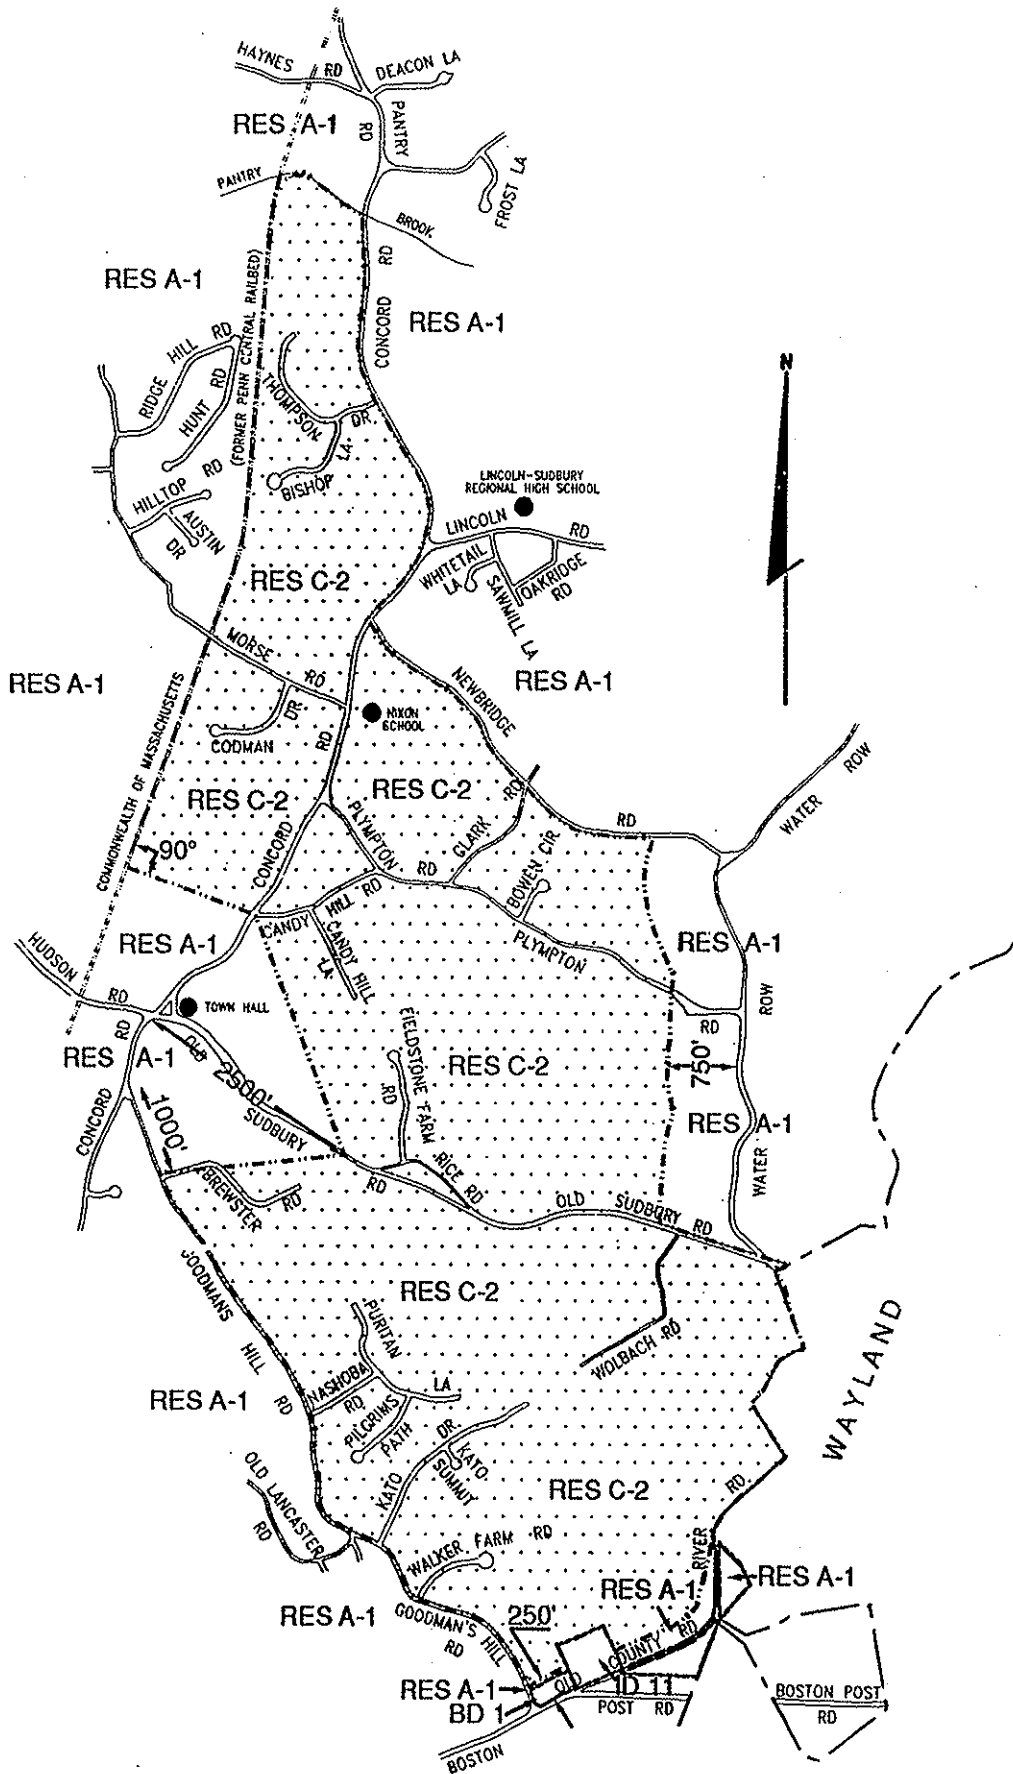 HAYNES RD
DEACON LA
RES A-1
PANTRY RD
FROST LA
PANTRY BROOK
RES A-1
RD
CONCORD
RES A-1
(FORMER PENN CENTRAL RAILBED)
RIDGE HILL RD
HUNT RD
THOMPSON DR.
BISHOP LA
HILLTOP RD
AUSTIN
DR
LINCOLN-SUDBURY
REGIONAL HIGH SCHOOL
LINCOLN RD
WHITETAIL
LA
SAWMILL LA
OAKRIDGE
RD
N
RES C-2
MORSE RD
RES A-1
COMMONWEALTH OF MASSACHUSETTS
CODMAN DR
NIXON
SCHOOL
RD
NEWBRIDGE RD
RES A-1
WATER ROW
RES C-2
RES C-2
CONCORD
PLYMPTON RD
CLARK RD
BOWEN CIR
90°
CANDY HILL RD
CANDY HILL
LA.
PLYMPTON
RD
RES A-1
RES A-1
HUDSON RD
TOWN HALL
ROW
FIELDSTONE FARM
RD
RES C-2
750'
RES A-1
RD
CONCORD
OLD
2500'
SUDBURY
RD
1000'
RES A-1
WATER
BREWSTER
RD
RICE RD
OLD SUDBURY RD
GOODMANS HILL RD
RES C-2
PURITAN LA
WOLBACH RD
WAYLAND
RES A-1
NASHOBA
RD
PILGRIMS
PATH
KATO DR
KATO
SUMMIT
RES C-2
OLD LANCASTER
RD
WALKER FARM RD
RIVER RD
RES A-1
RES A-1
RES A-1
GOODMAN'S HILL
RD
250'
OLD COUNTY RD
RES A-1
BD 1
ID 11
BOSTON POST RD
BOSTON POST
RD